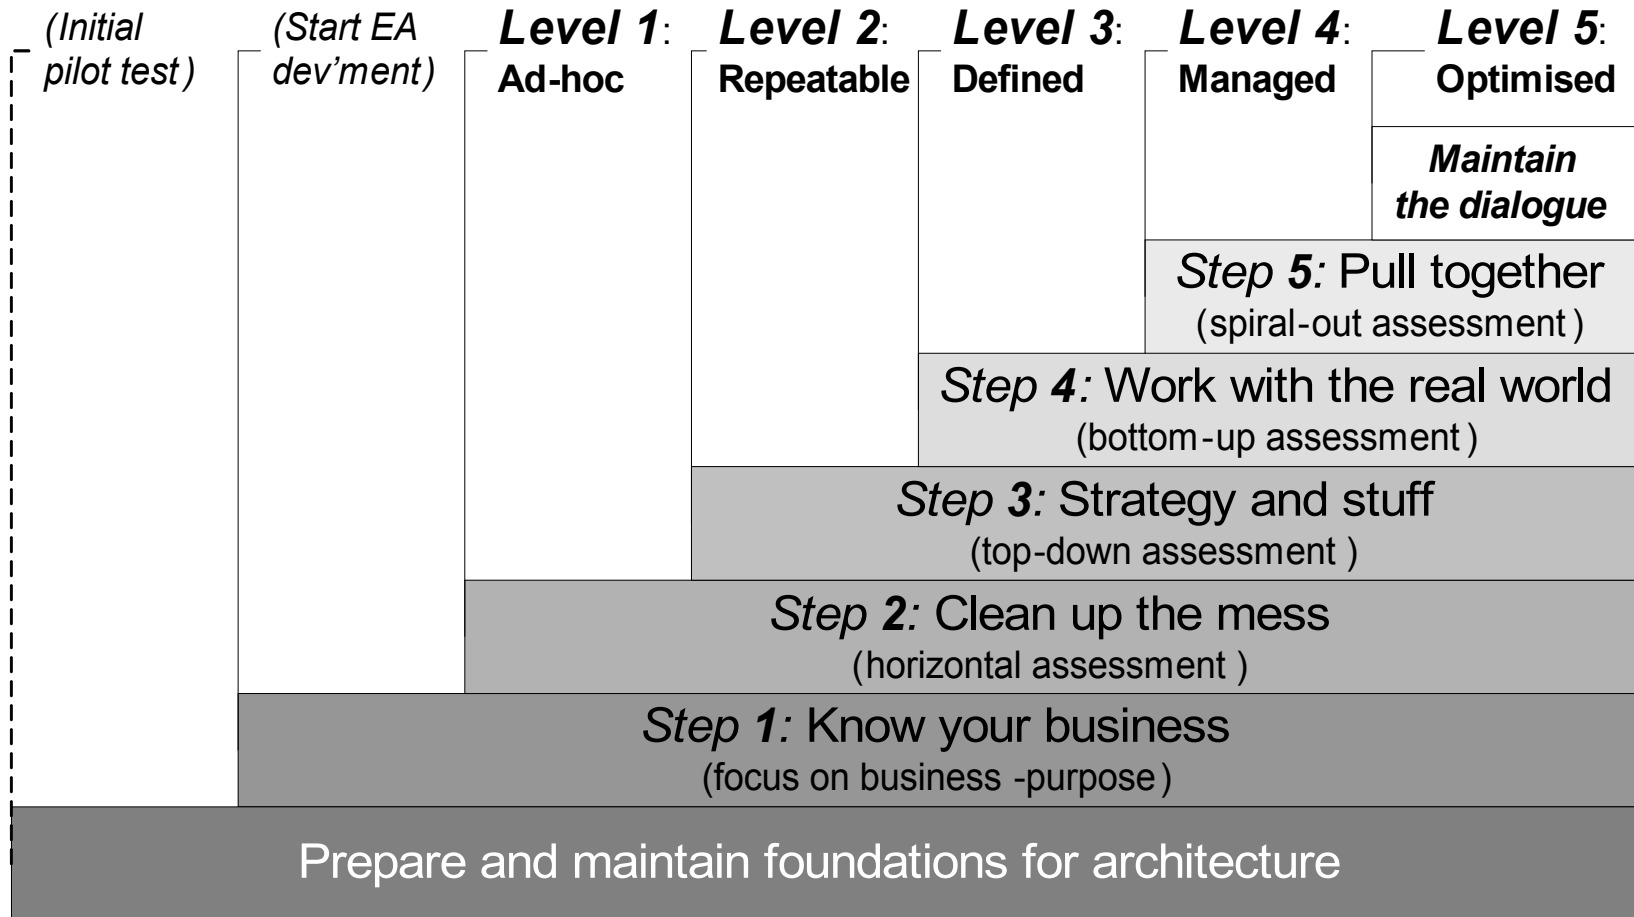 (Initial
pilot test)
(Start EA
dev’ment)
Level 1:
Ad-hoc
Level 2:
Repeatable
Level 3:
Defined
Level 4:
Managed
Level 5:
Optimised
Maintain
the dialogue
Step 5: Pull together
(spiral-out assessment)
Step 4: Work with the real world
(bottom-up assessment)
Step 3: Strategy and stuff
(top-down assessment )
Step 2: Clean up the mess
(horizontal assessment )
Step 1: Know your business
(focus on business -purpose)
Prepare and maintain foundations for architecture